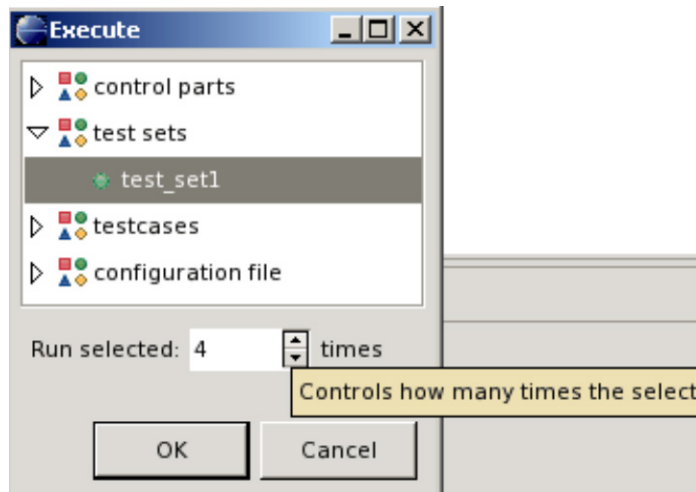 Execute
control parts
test sets
test_set1
testcases
configuration file
Run selected: 4 times
Controls how many times the select
OK Cancel